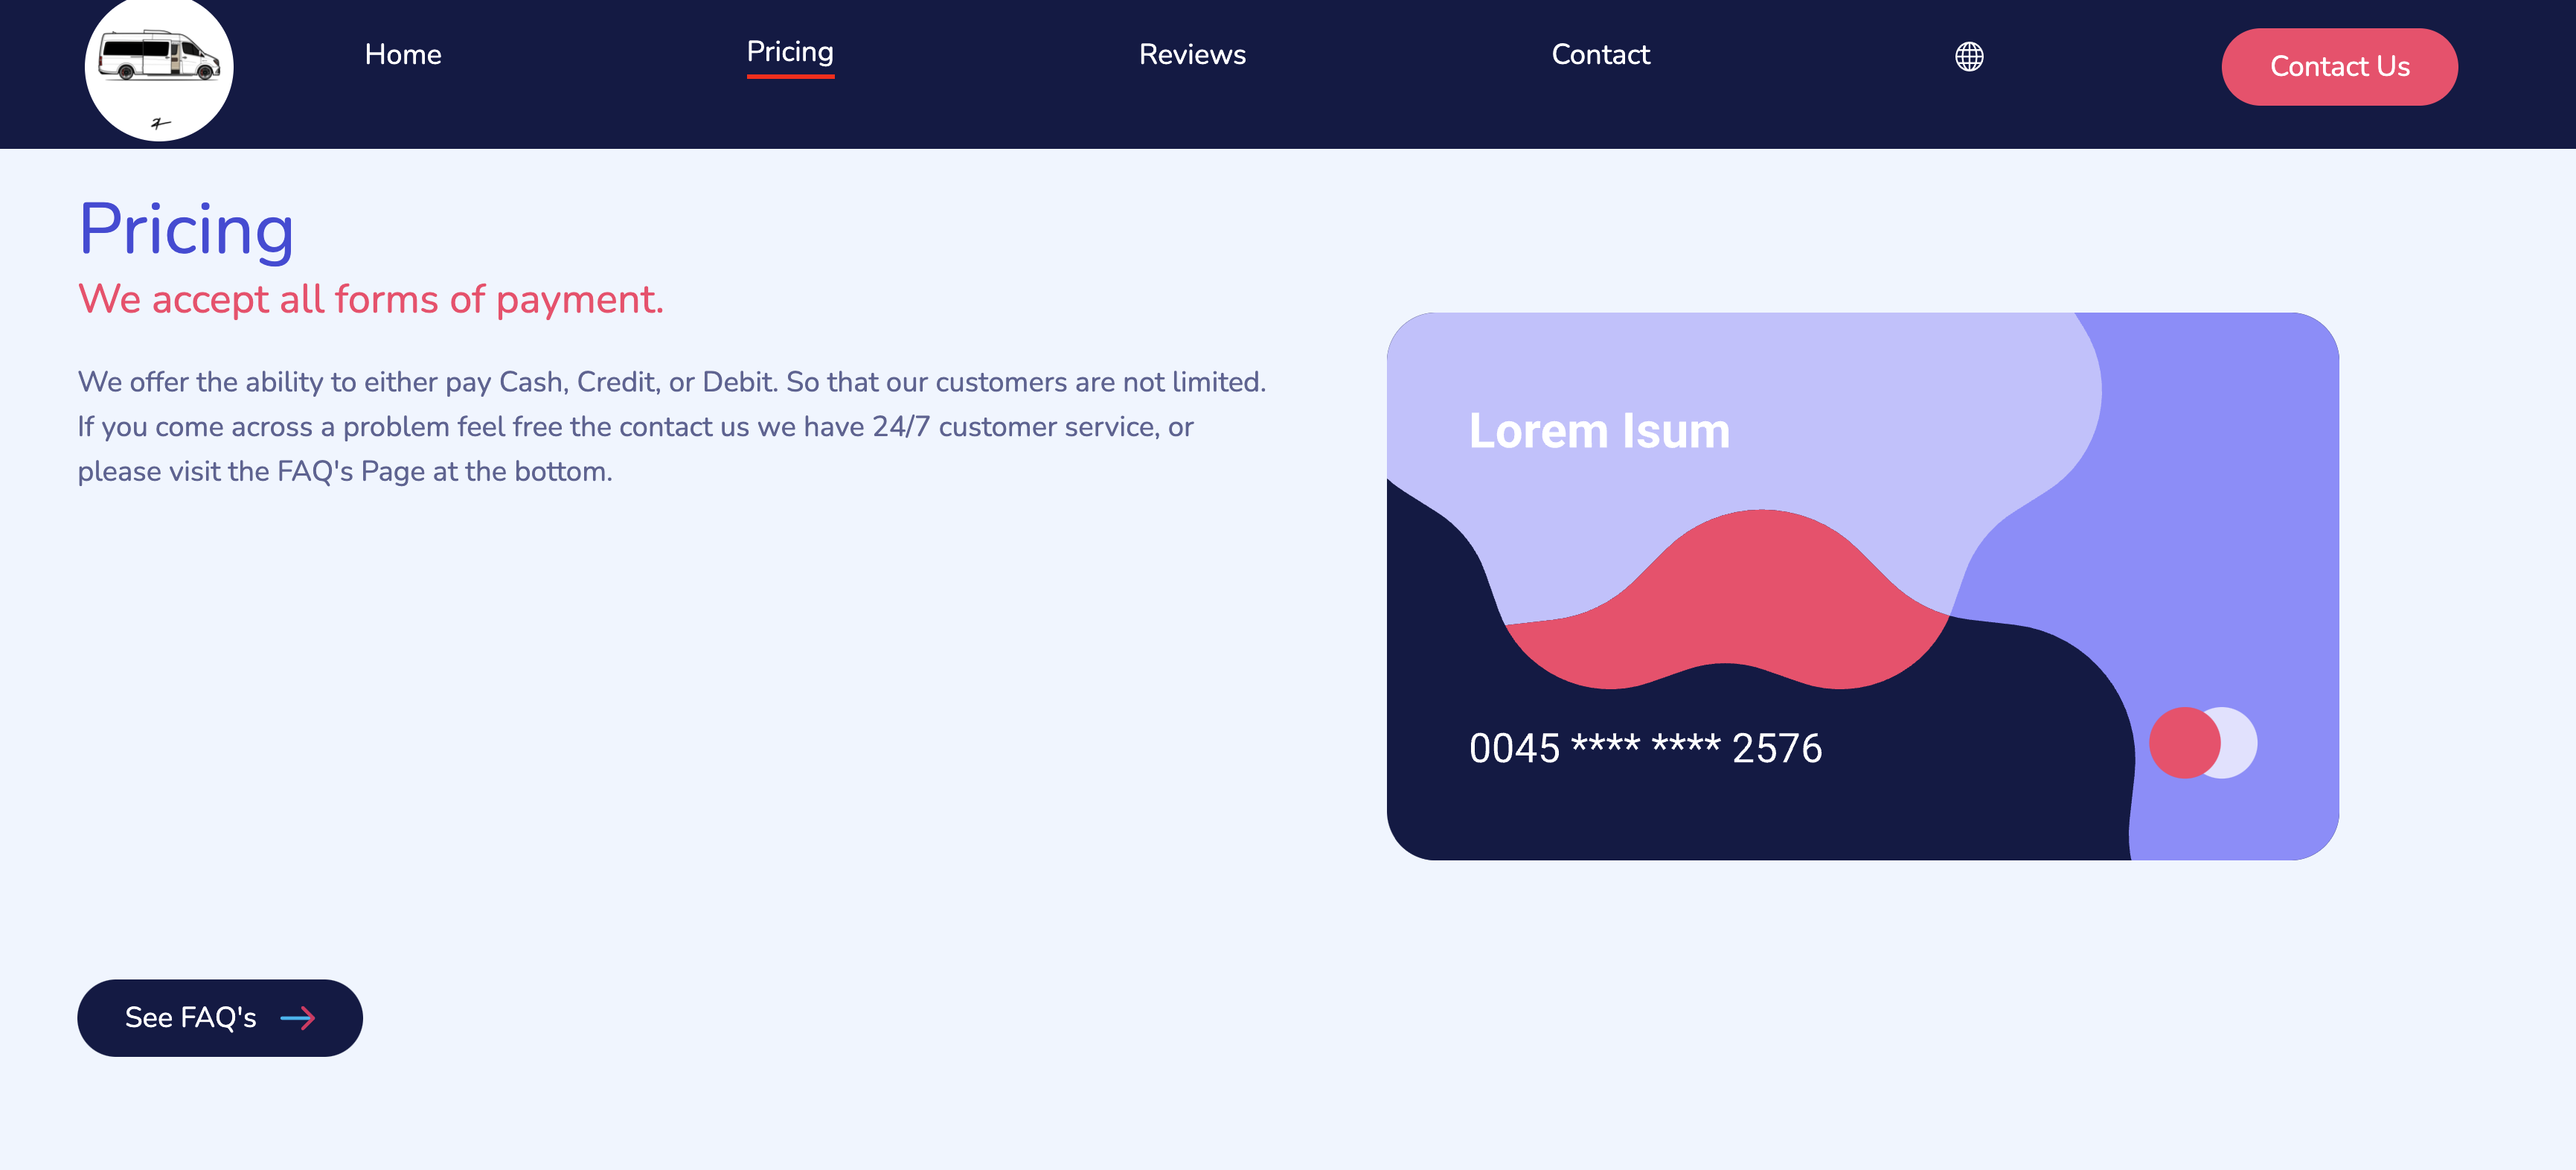 Home
Pricing
Reviews
Contact
Contact Us
Pricing
We accept all forms of payment.
We offer the ability to either pay Cash, Credit, or Debit. So that our customers are not limited.
If you come across a problem feel free the contact us we have 24/7 customer service, or
please visit the FAQ's Page at the bottom.
Lorem Isum
0045 **** **** 2576
See FAQ's